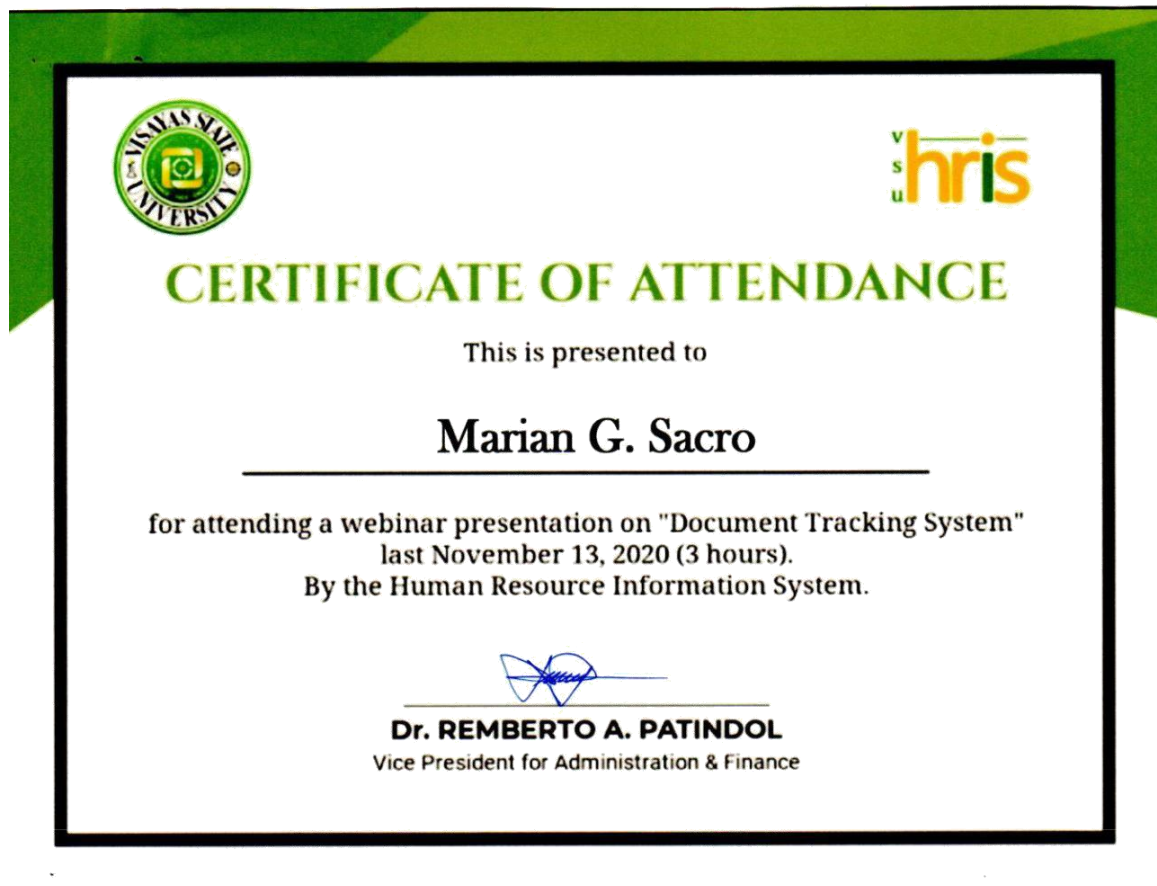 VISAYAS STATE UNIVERSITY
vsu hris
CERTIFICATE OF ATTENDANCE
This is presented to
Marian G. Sacro
for attending a webinar presentation on "Document Tracking System"
last November 13, 2020 (3 hours).
By the Human Resource Information System.
Dr. REMBERTO A. PATINDOL
Vice President for Administration & Finance